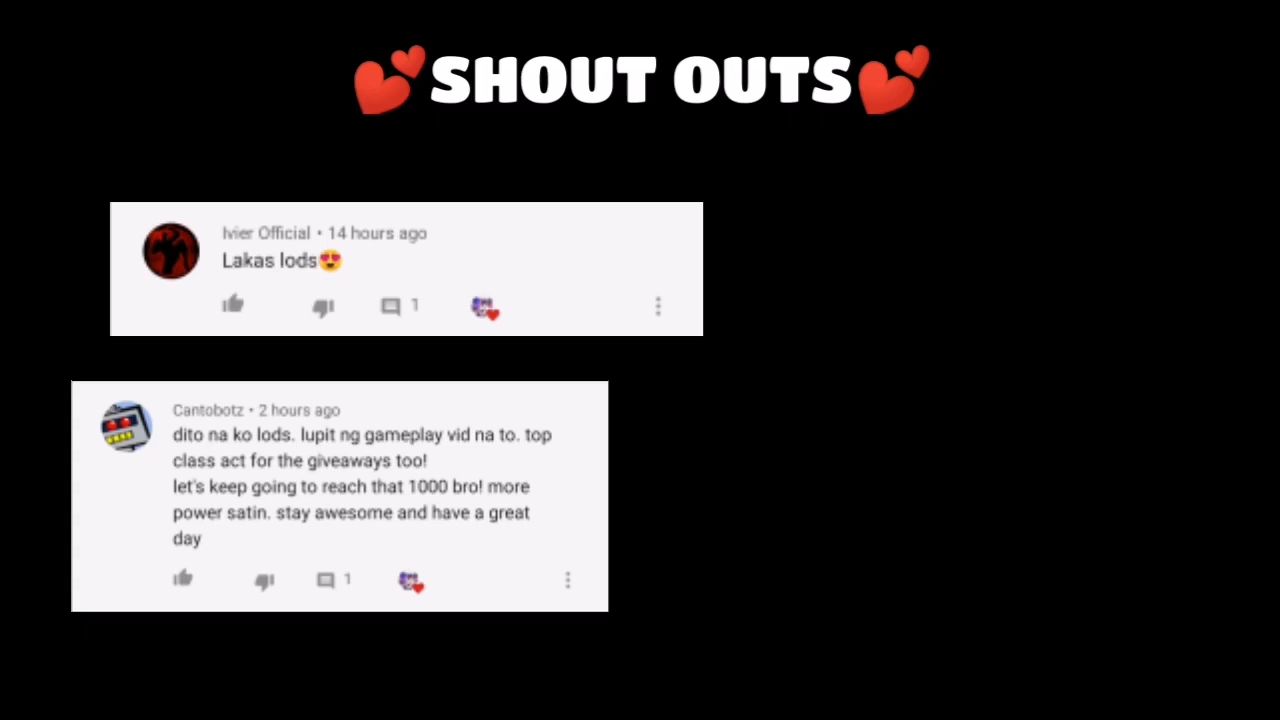 💕SHOUT OUTS💕
Ivier Official • 14 hours ago
Lakas lods😍
1
Cantobotz • 2 hours ago
dito na ko lods. lupit ng gameplay vid na to. top
class act for the giveaways too!
let's keep going to reach that 1000 bro! more
power satin. stay awesome and have a great
day
1